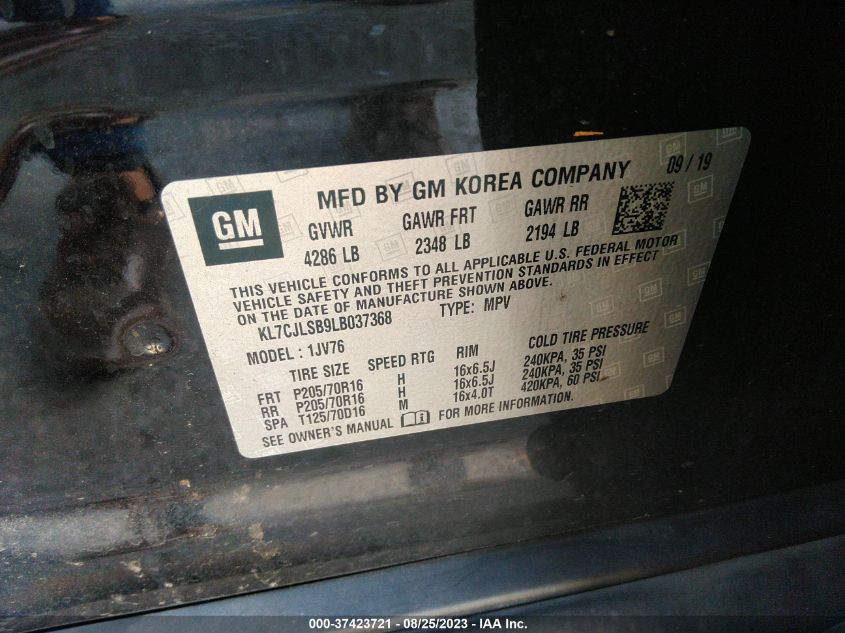 GM
MFD BY GM KOREA COMPANY 09 / 19
GVWR GAWR FRT GAWR RR
4286 LB 2348 LB 2194 LB
THIS VEHICLE CONFORMS TO ALL APPLICABLE U.S. FEDERAL MOTOR
VEHICLE SAFETY AND THEFT PREVENTION STANDARDS IN EFFECT
ON THE DATE OF MANUFACTURE SHOWN ABOVE.
KL7CJLSB9LB037368 TYPE: MPV
MODEL : 1JV76
TIRE SIZE SPEED RTG RIM COLD TIRE PRESSURE
FRT P205/70R16 H 16x6.5J 240KPA, 35 PSI
RR P205/70R16 H 16x6.5J 240KPA, 35 PSI
SPA T125/70D16 M 16x4.0T 420KPA, 60 PSI
SEE OWNER'S MANUAL FOR MORE INFORMATION.
000-37423721 - 08/25/2023 - IAA Inc.